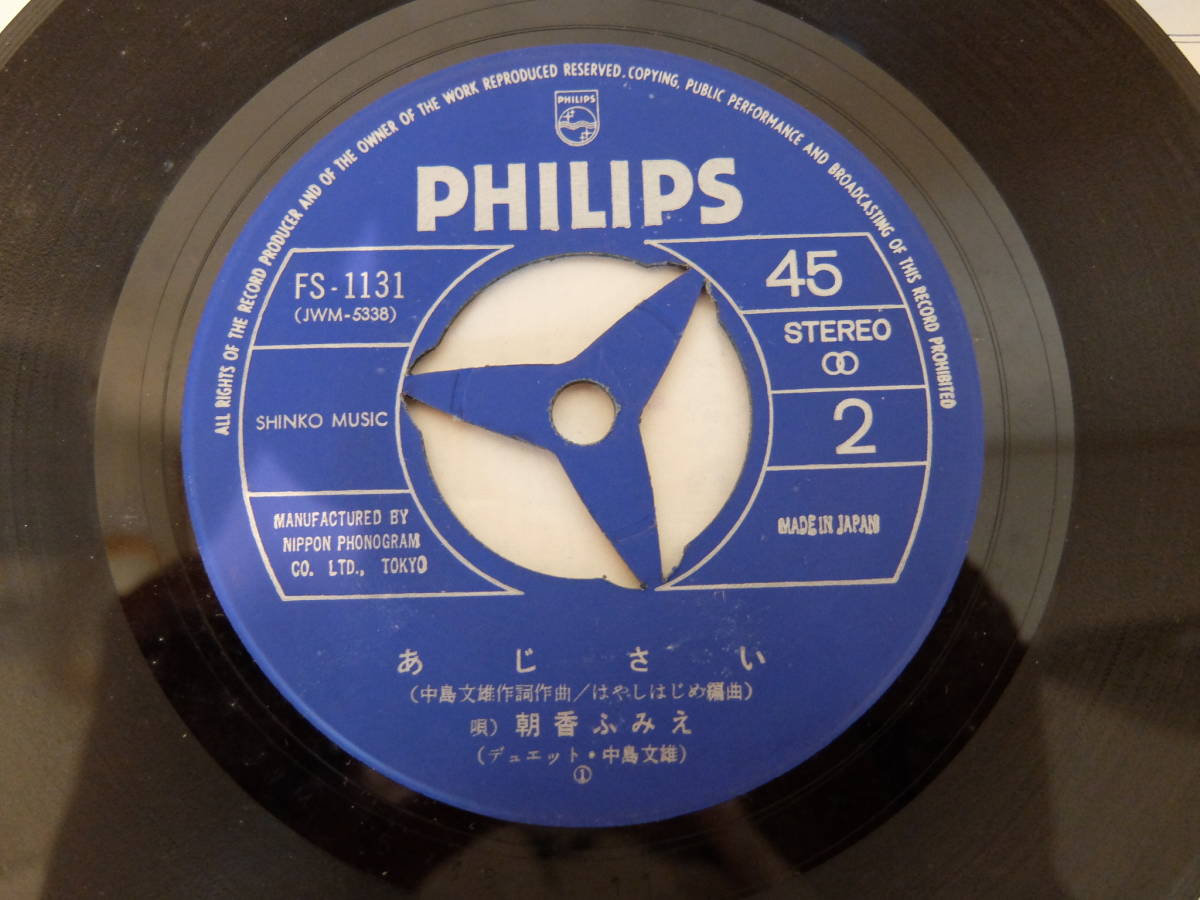 ALL RIGHTS OF THE RECORD PRODUCER AND OF THE OWNER OF THE WORK REPRODUCED RESERVED. COPYING, PUBLIC PERFORMANCE AND BROADCASTING OF THIS RECORD PROHIBITED
PHILIPS
PHILIPS
FS-1131
(JWM-5338)
SHINKO MUSIC
MANUFACTURED BY
NIPPON PHONOGRAM
CO. LTD., TOKYO
45
STEREO
2
MADE IN JAPAN
あじさい
(中島文雄作詞作曲/はやしはじめ編曲)
唄) 朝香ふみえ
(デュエット・中島文雄)
①